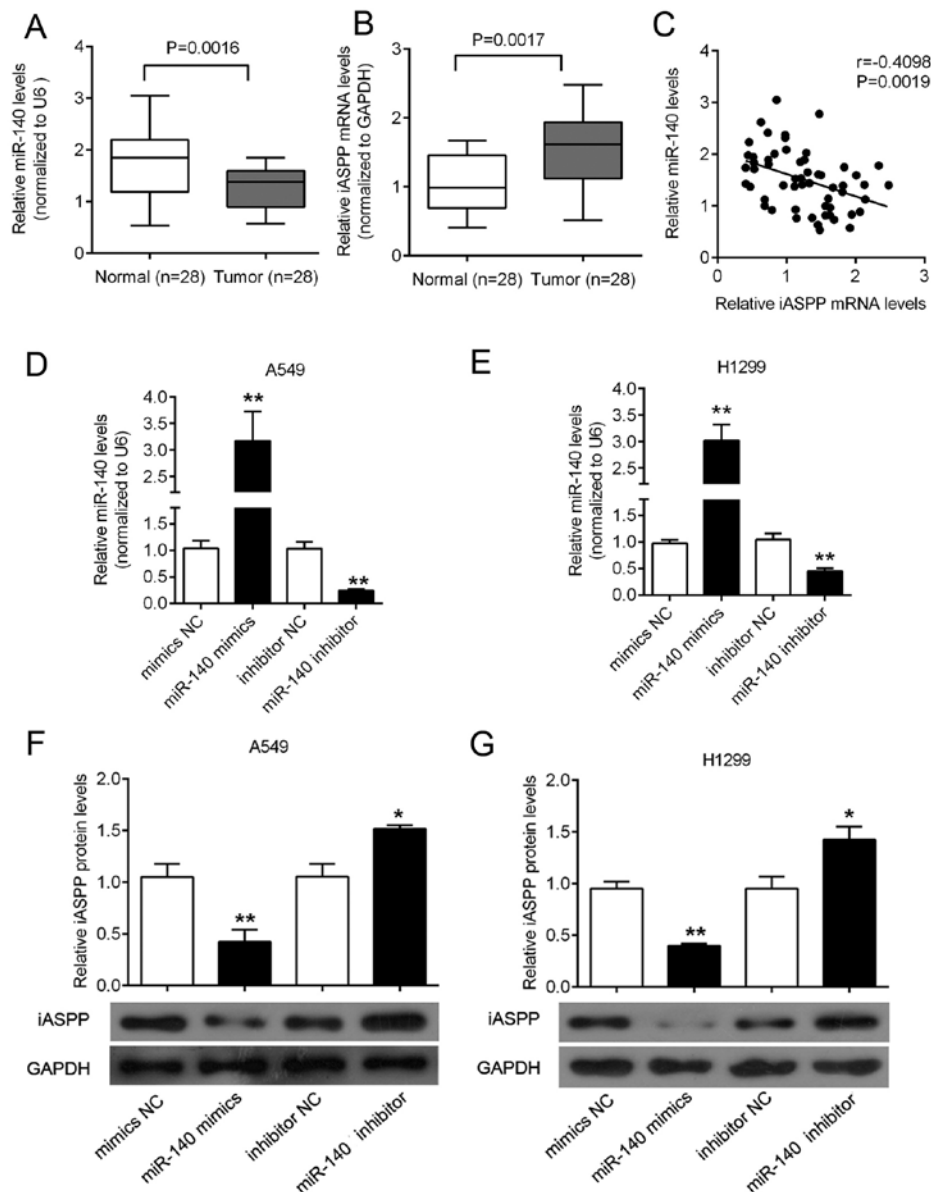 A
P=0.0016
Relative miR-140 levels
(normalized to U6 )
4
3
2
1
0
Normal (n=28) Tumor (n=28)
B
P=0.0017
Relative iASPP mRNA levels
(normalized to GAPDH)
3
2
1
0
Normal (n=28) Tumor (n=28)
C
r=-0.4098
P=0.0019
Relative miR-140 levels
4
3
2
1
0
0 1 2 3
Relative iASPP mRNA levels
D
A549
Relative miR-140 levels
(normalized to U6)
4.0
3.5
3.0
2.5
1.0
0.5
0.0
**
**
mimics NC
miR-140 mimics
inhibitor NC
miR-140 inhibitor
E
H1299
Relative miR-140 levels
(normalized to U6)
4.0
3.5
3.0
2.5
1.5
1.0
0.5
0.0
**
**
mimics NC
miR-140 mimics
inhibitor NC
miR-140 inhibitor
F
A549
Relative iASPP protein levels
2.0
1.5
1.0
0.5
0.0
**
*
iASPP
GAPDH
mimics NC
miR-140 mimics
inhibitor NC
miR-140 inhibitor
G
H1299
Relative iASPP protein levels
2.0
1.5
1.0
0.5
0.0
**
*
iASPP
GAPDH
mimics NC
miR-140 mimics
inhibitor NC
miR-140 inhibitor